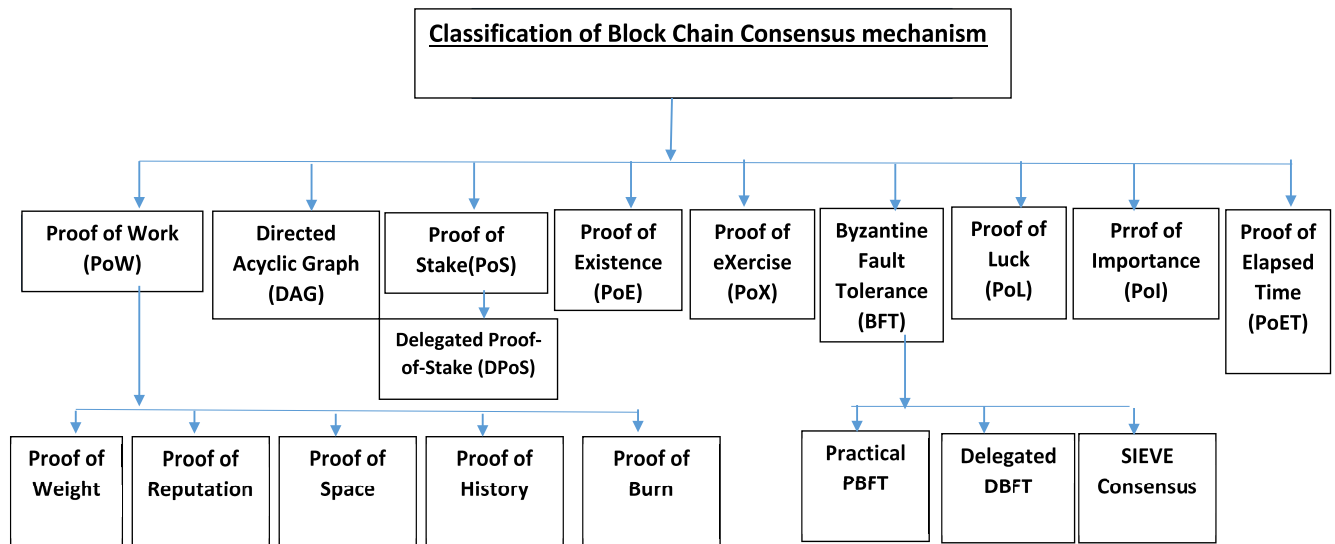 Classification of Block Chain Consensus mechanism
Proof of Work
(PoW)
Directed
Acyclic Graph
(DAG)
Proof of
Stake(PoS)
Proof of
Existence
(PoE)
Proof of
eXercise
(PoX)
Byzantine
Fault
Tolerance
(BFT)
Proof of
Luck
(PoL)
Prrof of
Importance
(PoI)
Proof of
Elapsed
Time
(PoET)
Delegated Proof-
of-Stake (DPoS)
Proof of
Weight
Proof of
Reputation
Proof of
Space
Proof of
History
Proof of
Burn
Practical
PBFT
Delegated
DBFT
SIEVE
Consensus